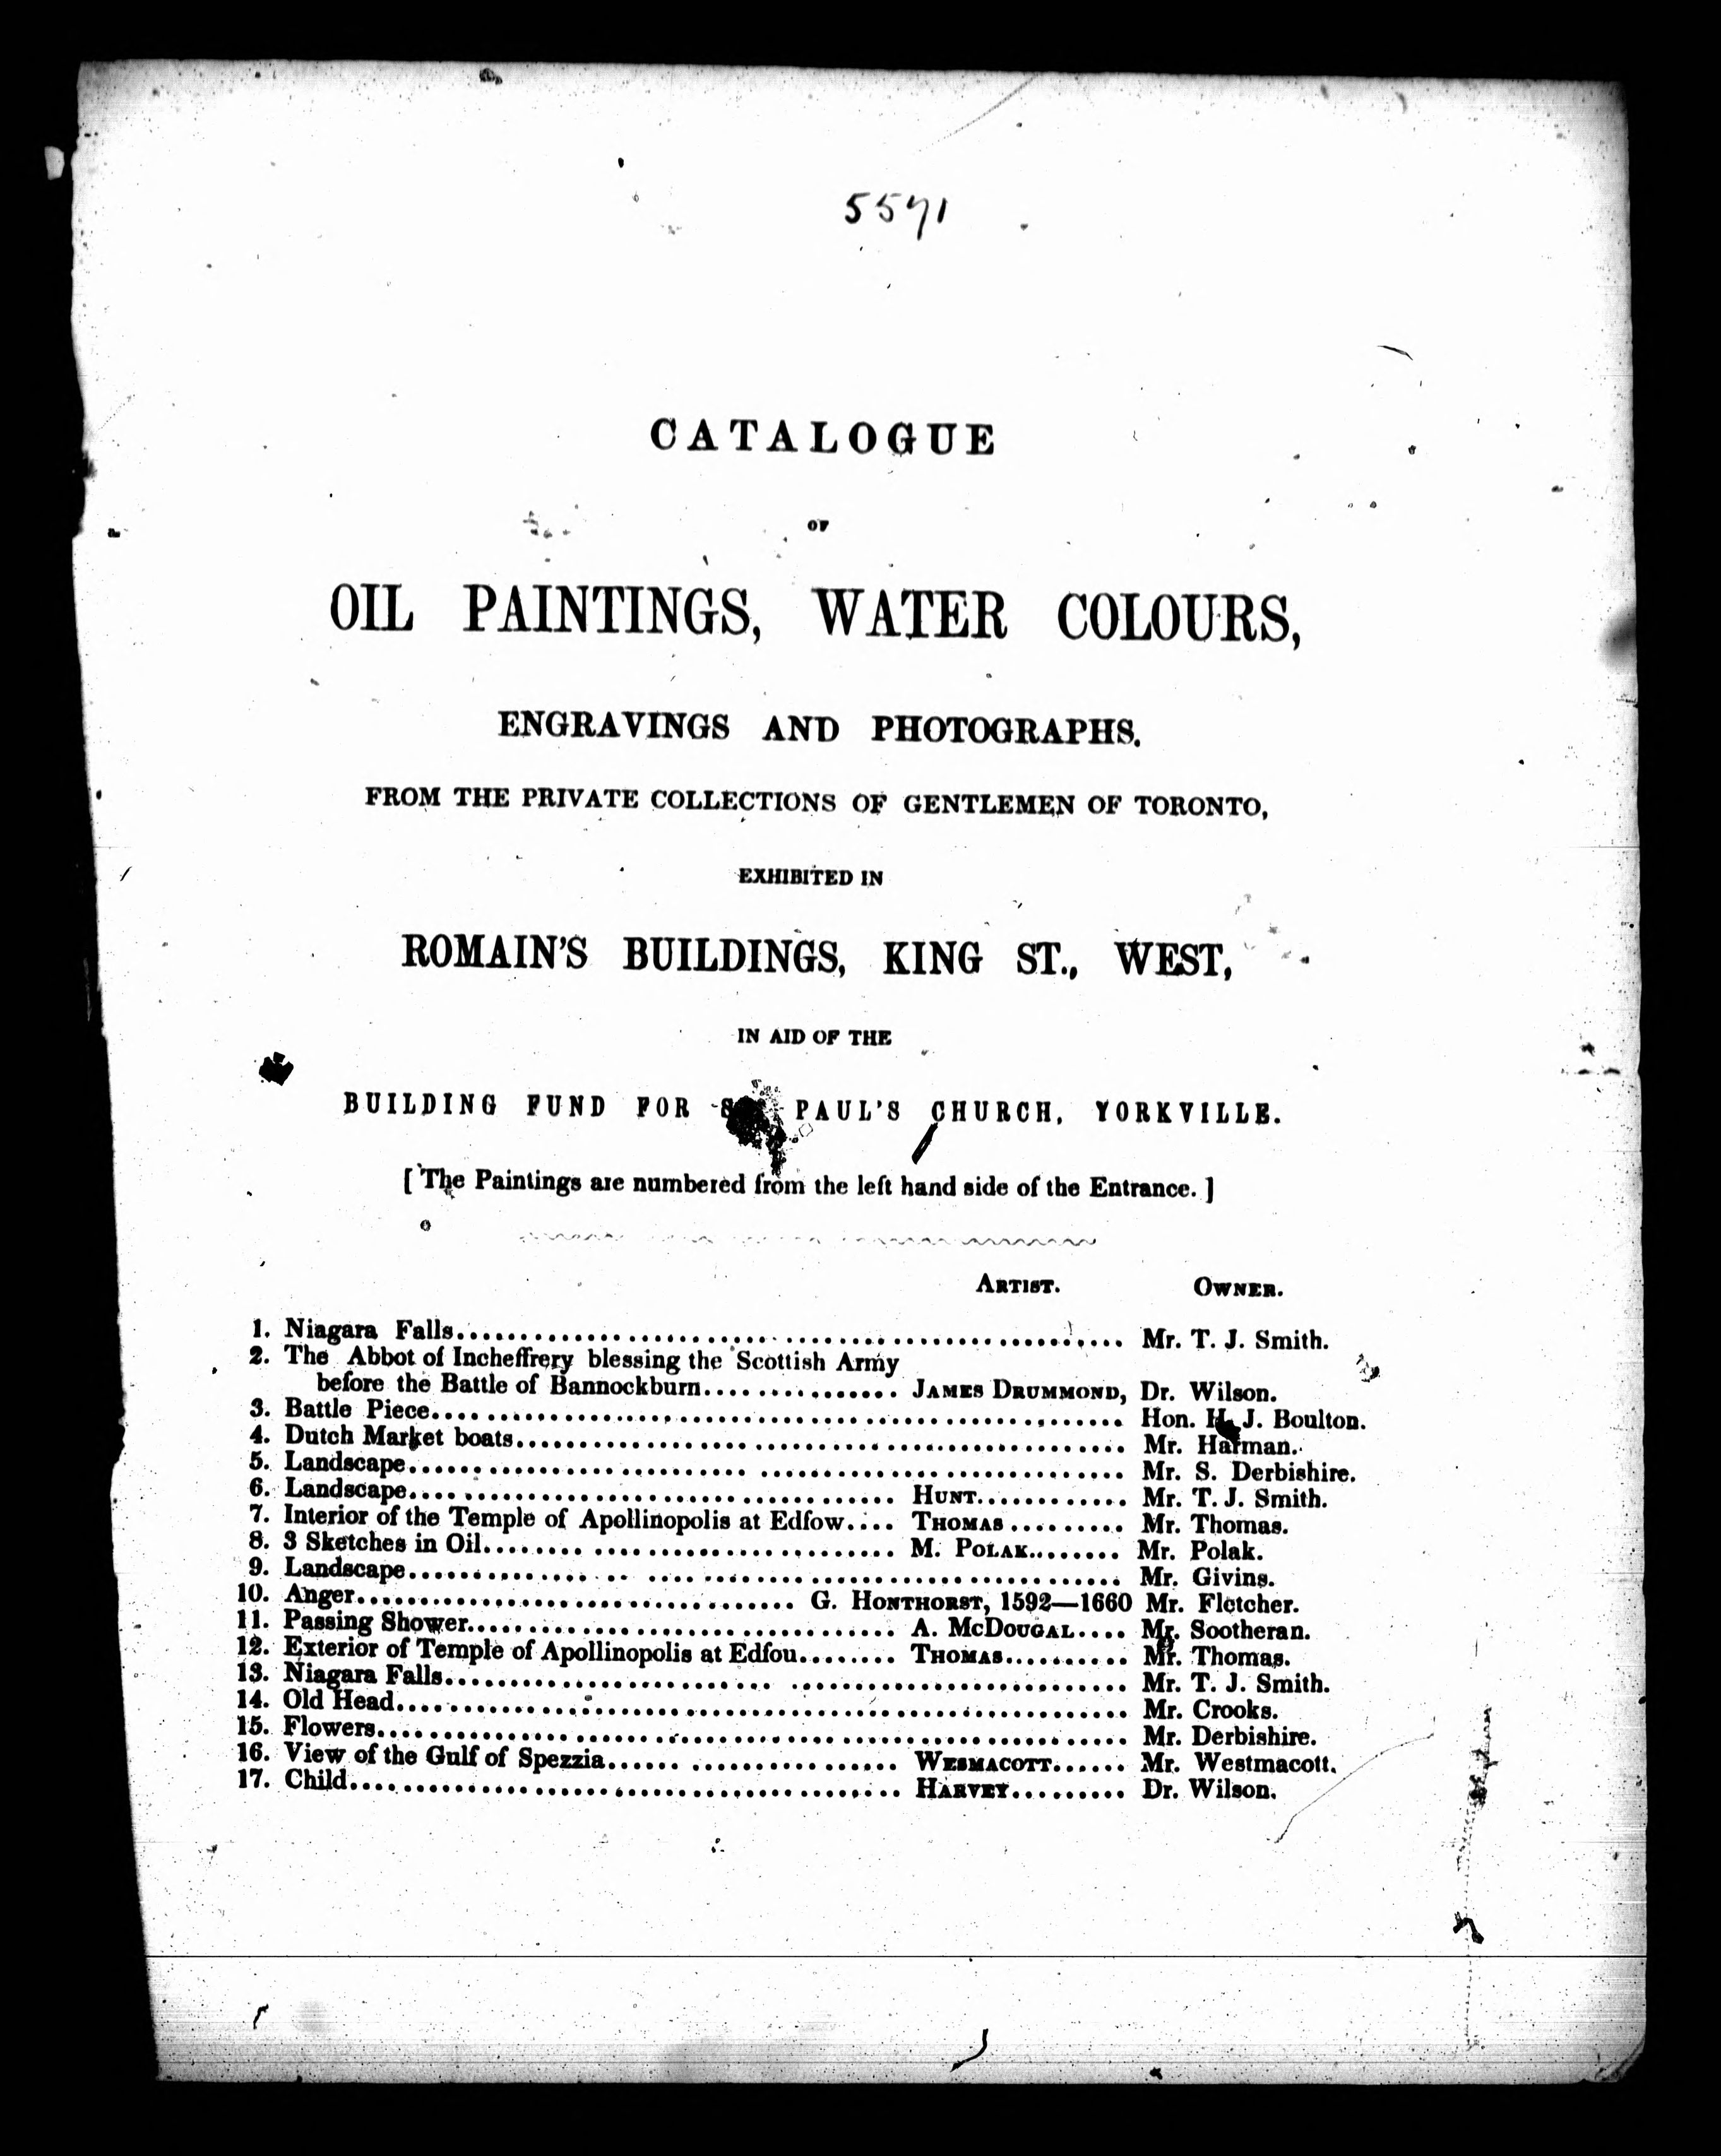 5571
CATALOGUE
OF
OIL PAINTINGS, WATER COLOURS,
ENGRAVINGS AND PHOTOGRAPHS.
FROM THE PRIVATE COLLECTIONS OF GENTLEMEN OF TORONTO,
EXHIBITED IN
ROMAIN'S BUILDINGS, KING ST., WEST,
IN AID OF THE
BUILDING FUND FOR PAUL'S CHURCH, YORKVILLE.
[ The Paintings are numbered from the left hand side of the Entrance. ]
ARTIST. OWNER.
1. Niagara Falls........ Mr. T. J. Smith.
2. The Abbot of Incheffrery blessing the Scottish Army
before the Battle of Bannockburn........ JAMES DRUMMOND, Dr. Wilson.
3. Battle Piece........ Hon. H. J. Boulton.
4. Dutch Market boats........ Mr. Harman.
5. Landscape........ Mr. S. Derbishire.
6. Landscape........ HUNT........ Mr. T. J. Smith.
7. Interior of the Temple of Apollinopolis at Edfow.... THOMAS ........ Mr. Thomas.
8. 3 Sketches in Oil........ M. POLAK........ Mr. Polak.
9. Landscape........ Mr. Givins.
10. Anger........ G. HONTHORST, 1592—1660 Mr. Fletcher.
11. Passing Shower........ A. McDOUGAL.... Mr. Sootheran.
12. Exterior of Temple of Apollinopolis at Edfou........ THOMAS........ Mr. Thomas.
13. Niagara Falls........ Mr. T. J. Smith.
14. Old Head........ Mr. Crooks.
15. Flowers........ Mr. Derbishire.
16. View of the Gulf of Spezzia........ WESMACOTT...... Mr. Westmacott.
17. Child........ HARVEY........ Dr. Wilson.